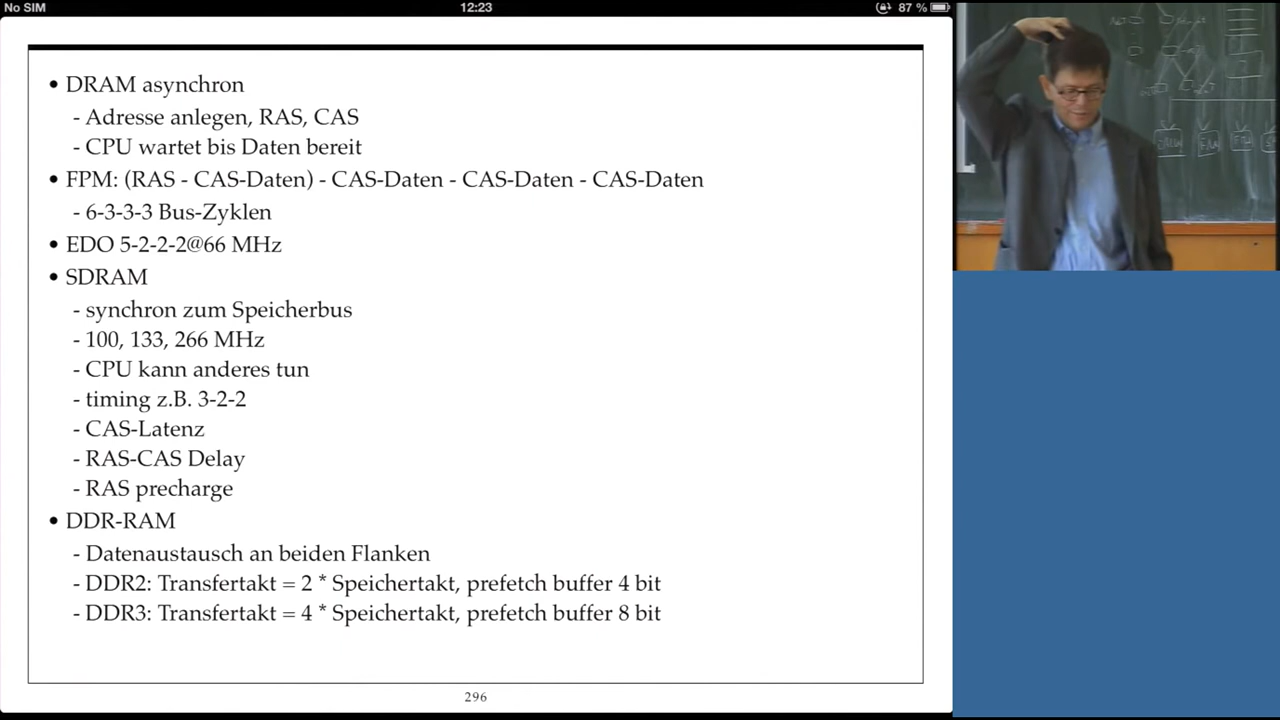 No SIM 12:23 87 %
• DRAM asynchron
- Adresse anlegen, RAS, CAS
- CPU wartet bis Daten bereit
• FPM: (RAS - CAS-Daten) - CAS-Daten - CAS-Daten - CAS-Daten
- 6-3-3-3 Bus-Zyklen
• EDO 5-2-2-2@66 MHz
• SDRAM
- synchron zum Speicherbus
- 100, 133, 266 MHz
- CPU kann anderes tun
- timing z.B. 3-2-2
- CAS-Latenz
- RAS-CAS Delay
- RAS precharge
• DDR-RAM
- Datenaustausch an beiden Flanken
- DDR2: Transfertakt = 2 * Speichertakt, prefetch buffer 4 bit
- DDR3: Transfertakt = 4 * Speichertakt, prefetch buffer 8 bit
296